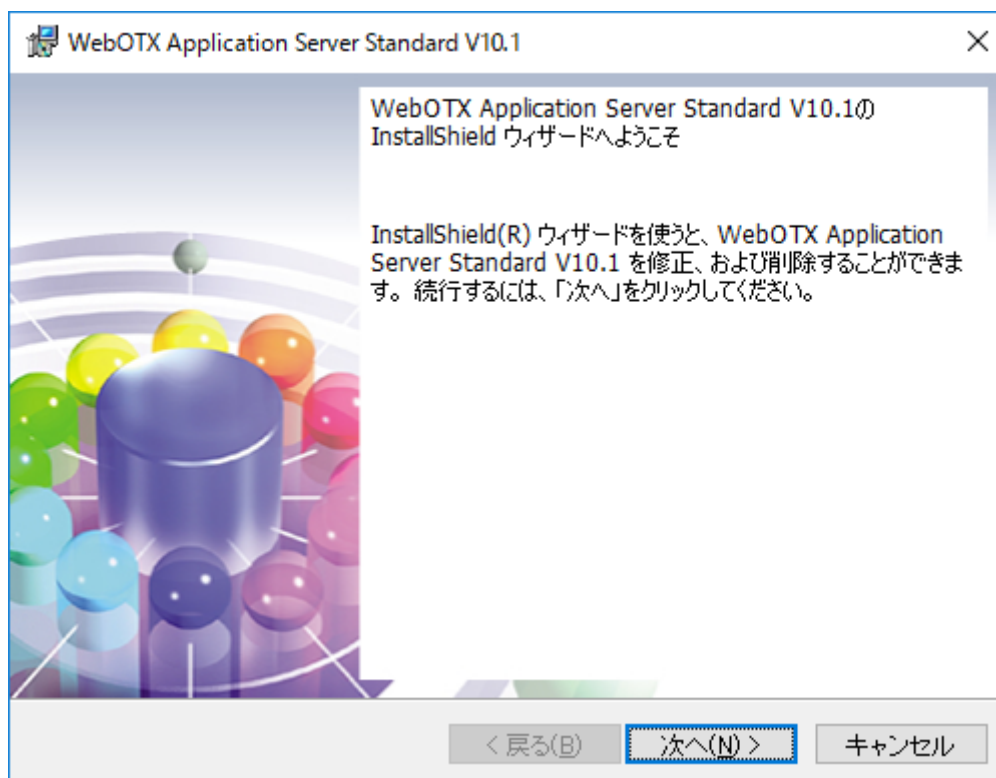 WebOTX Application Server Standard V10.1
WebOTX Application Server Standard V10.1の
InstallShield ウィザードへようこそ
InstallShield(R) ウィザードを使うと、WebOTX Application
Server Standard V10.1 を修正、および削除することができま
す。続行するには、「次へ」をクリックしてください。
< 戻る(B)
次へ(N) >
キャンセル